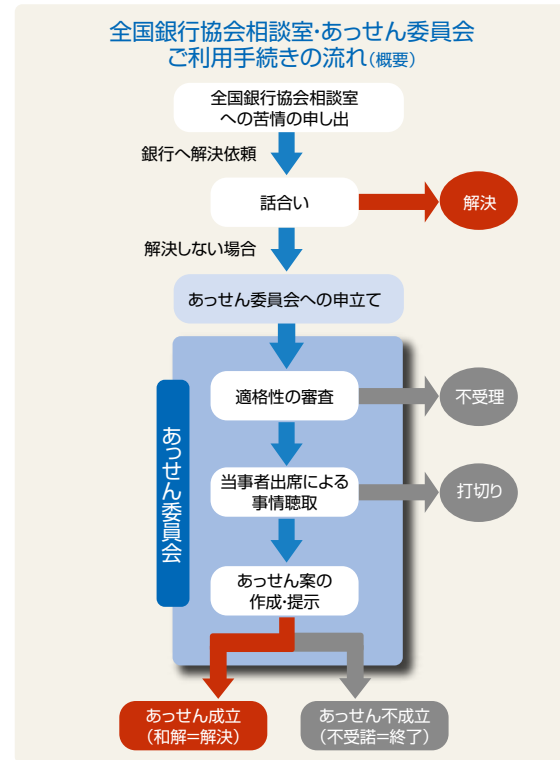 全国銀行協会相談室・あっせん委員会
ご利用手続きの流れ(概要)
全国銀行協会相談室
への苦情の申し出
銀行へ解決依頼
話合い
解決
解決しない場合
あっせん委員会への申立て
あっせん委員会
適格性の審査
不受理
当事者出席による
事情聴取
打切り
あっせん案の
作成・提示
あっせん成立
(和解=解決)
あっせん不成立
(不受諾=終了)